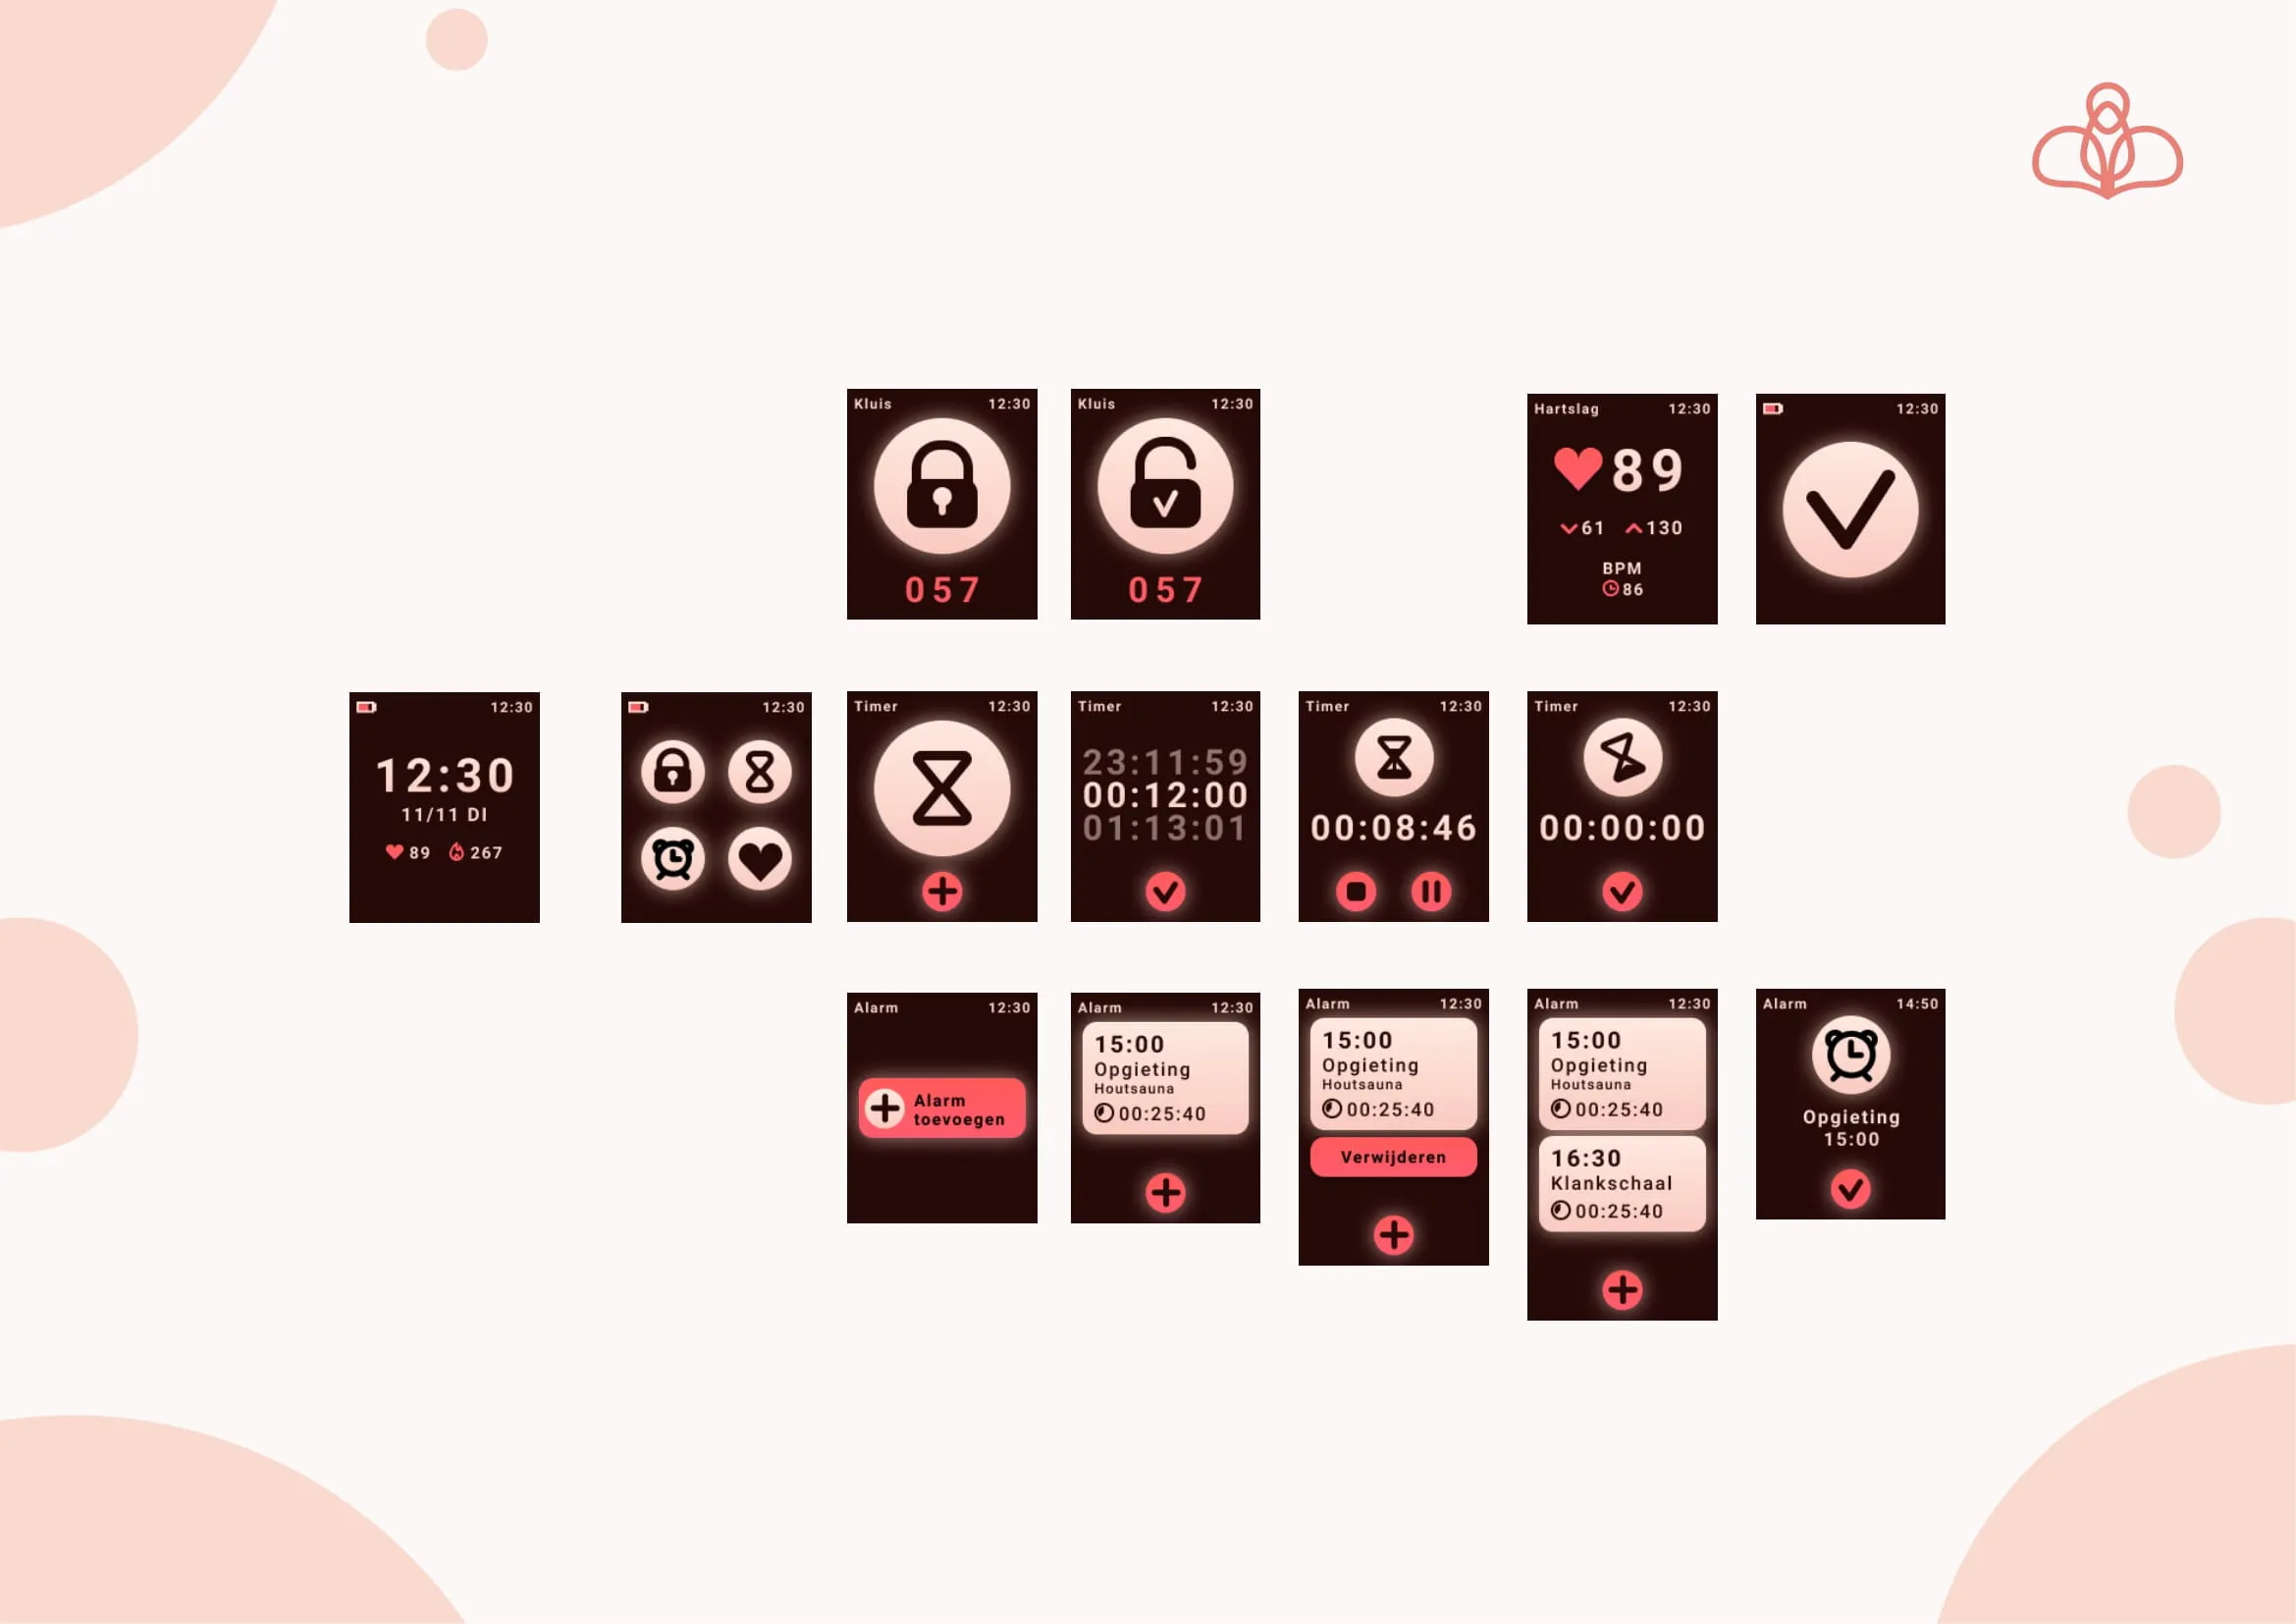 Kluis 12:30
057
Kluis 12:30
057
Hartslag 12:30
89
61 130
BPM
86
12:30
12:30
12:30
11/11 DI
89 267
12:30
Timer 12:30
Timer 12:30
23:11:59
00:12:00
01:13:01
Timer 12:30
00:08:46
Timer 12:30
00:00:00
Alarm 12:30
Alarm
toevoegen
Alarm 12:30
15:00
Opgieting
Houtsauna
00:25:40
Alarm 12:30
15:00
Opgieting
Houtsauna
00:25:40
Verwijderen
Alarm 12:30
15:00
Opgieting
Houtsauna
00:25:40
16:30
Klankschaal
00:25:40
Alarm 14:50
Opgieting
15:00